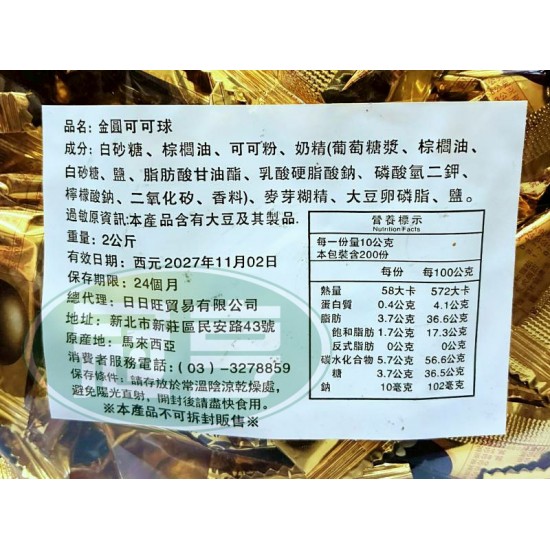 品名: 金圓可可球
成分: 白砂糖、棕櫚油、可可粉、奶精(葡萄糖漿、棕櫚油、
白砂糖、鹽、脂肪酸甘油酯、乳酸硬脂酸鈉、磷酸氫二鉀、
檸檬酸鈉、二氧化矽、香料)、麥芽糊精、大豆卵磷脂、鹽。
過敏原資訊:本產品含有大豆及其製品.
重量: 2公斤
有效日期: 西元2027年11月02日
保存期限: 24個月
總代理: 日日旺貿易有限公司
地址: 新北市新莊區民安路43號
原產地: 馬來西亞
消費者服務電話: (03) -3278859
保存條件: 請存放於常溫陰涼乾燥處,
避免陽光直射, 開封後請盡快食用。
※本產品不可拆封販售※
營養標示
Nutrition Facts
每一份量10公克
本包裝含200份
每份 每100公克
熱量 58大卡 572大卡
蛋白質 0.4公克 4.1公克
脂肪 3.7公克 36.6公克
飽和脂肪 1.7公克 17.3公克
反式脂肪 0公克 0公克
碳水化合物 5.7公克 56.6公克
糖 3.7公克 36.5公克
鈉 10毫克 102毫克